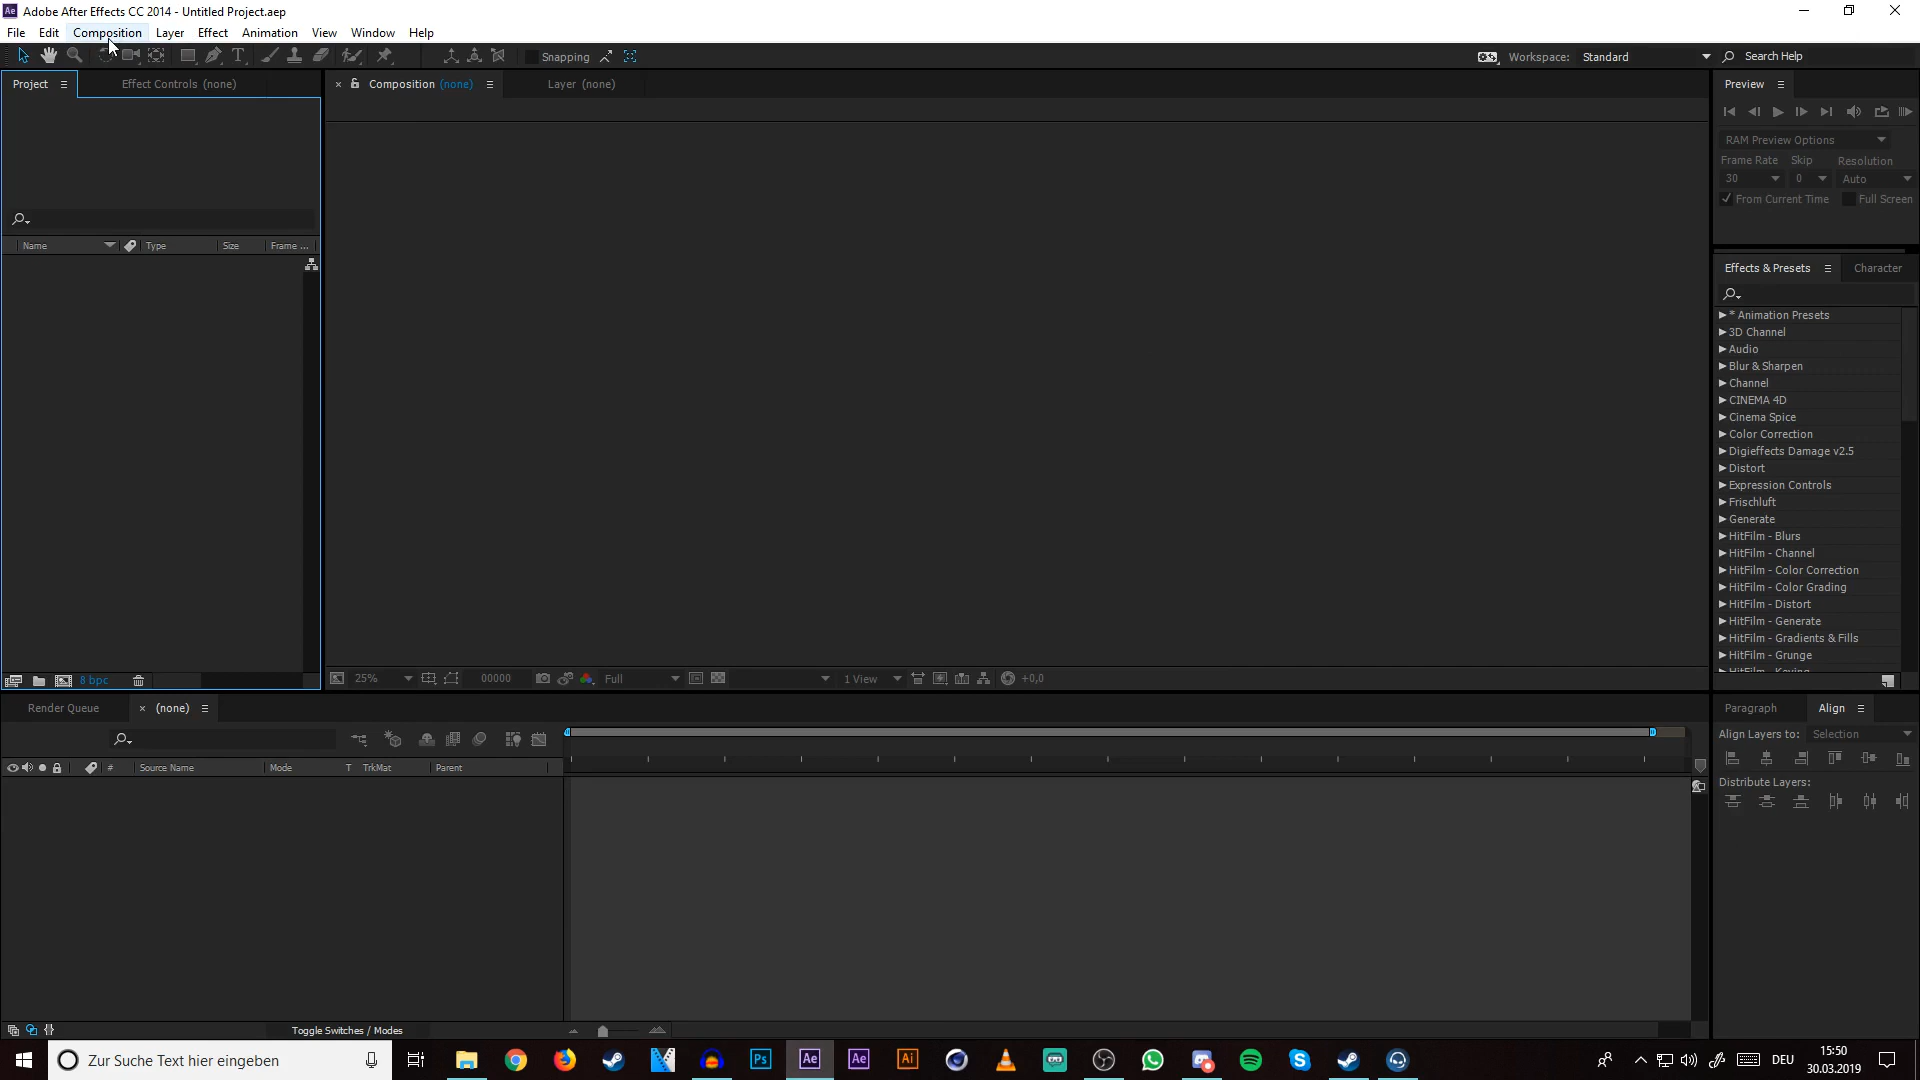 Adobe After Effects CC 2014 - Untitled Project.aep
File Edit Composition Layer Effect Animation View Window Help
Snapping
Workspace: Standard
Search Help
Project
Effect Controls (none)
Composition (none)
Layer (none)
Preview
RAM Preview Options
Frame Rate Skip Resolution
30 0 Auto
From Current Time Full Screen
Name Type Size Frame ...
Effects & Presets
Character
* Animation Presets
3D Channel
Audio
Blur & Sharpen
Channel
CINEMA 4D
Cinema Spice
Color Correction
Digieffects Damage v2.5
Distort
Expression Controls
Frischluft
Generate
HitFilm - Blurs
HitFilm - Channel
HitFilm - Color Correction
HitFilm - Color Grading
HitFilm - Distort
HitFilm - Generate
HitFilm - Gradients & Fills
HitFilm - Grunge
8 bpc
25% 00000 Full 1 View +0,0
Render Queue
(none)
Paragraph
Align
Align Layers to: Selection
Distribute Layers:
# Source Name Mode T TrkMat Parent
Toggle Switches / Modes
Zur Suche Text hier eingeben
Ps Ae Ae Ai
DEU
15:50
30.03.2019